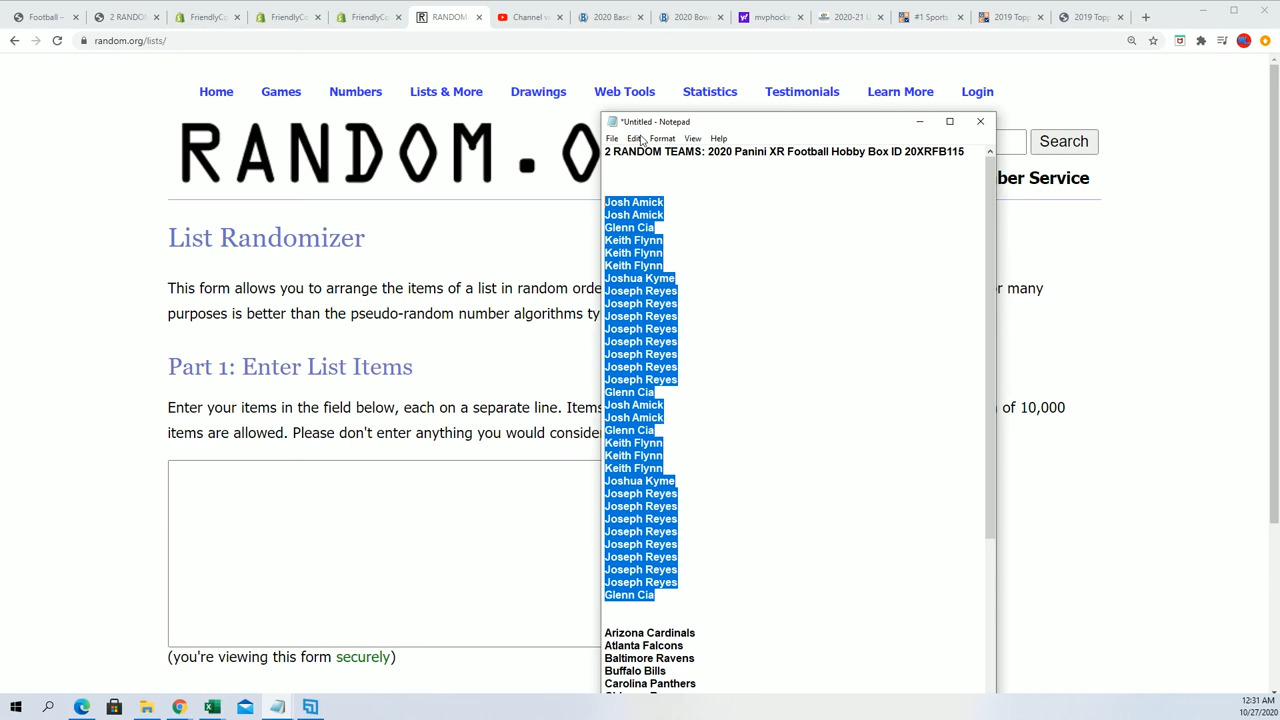 Football –
2 RANDO
FriendlyCo
FriendlyCo
FriendlyCo
RANDOM
Channel v
2020 Base
2020 Bow
mvphocke
2020-21 U
#1 Sports
2019 Topp
2019 Topp
random.org/lists/
Home
Games
Numbers
Lists & More
Drawings
Web Tools
Statistics
Testimonials
Learn More
Login
RANDOM.O
Search
ber Service
*Untitled - Notepad
File
Edit
Format
View
Help
2 RANDOM TEAMS: 2020 Panini XR Football Hobby Box ID 20XRFB115
Josh Amick
Josh Amick
Glenn Cia
Keith Flynn
Keith Flynn
Keith Flynn
Joshua Kyme
Joseph Reyes
Joseph Reyes
Joseph Reyes
Joseph Reyes
Joseph Reyes
Joseph Reyes
Joseph Reyes
Joseph Reyes
Glenn Cia
Josh Amick
Josh Amick
Glenn Cia
Keith Flynn
Keith Flynn
Keith Flynn
Joshua Kyme
Joseph Reyes
Joseph Reyes
Joseph Reyes
Joseph Reyes
Joseph Reyes
Joseph Reyes
Joseph Reyes
Joseph Reyes
Glenn Cia
Arizona Cardinals
Atlanta Falcons
Baltimore Ravens
Buffalo Bills
Carolina Panthers
List Randomizer
This form allows you to arrange the items of a list in random orde
r many
purposes is better than the pseudo-random number algorithms ty
Part 1: Enter List Items
Enter your items in the field below, each on a separate line. Items
of 10,000
items are allowed. Please don't enter anything you would conside
(you're viewing this form securely)
12:31 AM
10/27/2020